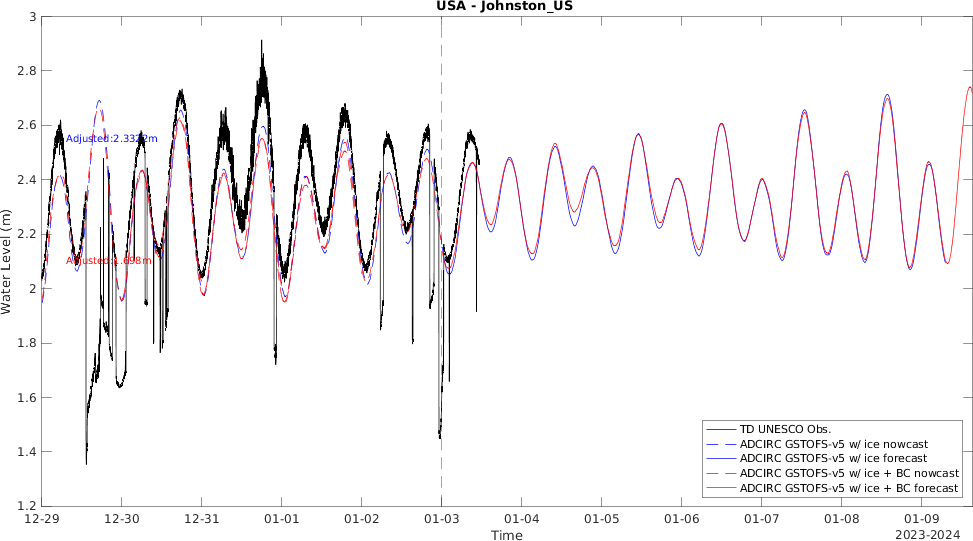 USA - Johnston_US
3
2.8
2.6
2.4
2.2
2
1.8
1.6
1.4
1.2
Water Level (m)
Adjusted:2.3322m
TD UNESCO Obs.
ADCIRC GSTOFS-v5 w/ ice nowcast
ADCIRC GSTOFS-v5 w/ ice forecast
ADCIRC GSTOFS-v5 w/ ice + BC nowcast
ADCIRC GSTOFS-v5 w/ ice + BC forecast
12-29 12-30 12-31 01-01 01-02 01-03 01-04 01-05 01-06 01-07 01-08 01-09
Time
2023-2024